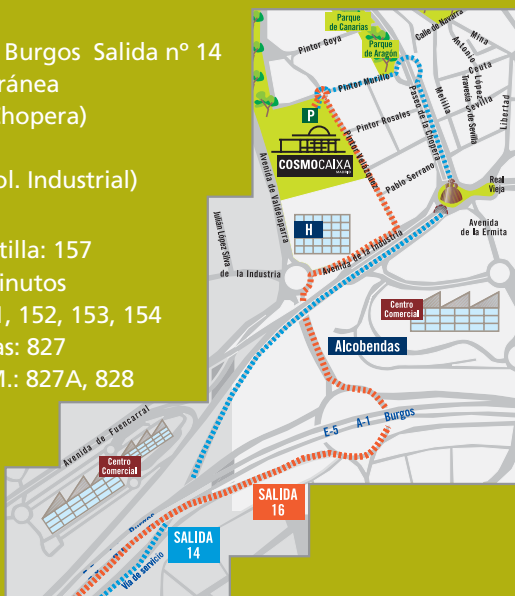 Burgos Salida nº 14
ránea
Chopera)
ol. Industrial)
tilla: 157
inutos
1, 152, 153, 154
as: 827
M.: 827A, 828
Parque
de Canarias
Calle de Navarra
Mina
Pintor Goya
Parque
de Aragón
Antonio López
Ceuta
Travesía de Sevilla
Sevilla
Pintor Murillo
Melilla
Libertad
Paseo de la Chopera
P
Pintor Rosales
Pintor Velázquez
COSMOCAIXA
Pablo Serrano
Real
Vieja
Avenida de Valdelaparra
Julián López Silva
H
Avenida
de la Ermita
de la Industria
Avenida de la Industria
Centro
Comercial
Alcobendas
E-5 A-1 Burgos
Avenida de Fuencarral
Centro
Comercial
SALIDA
16
SALIDA
14
Burgos
Vía de servicio